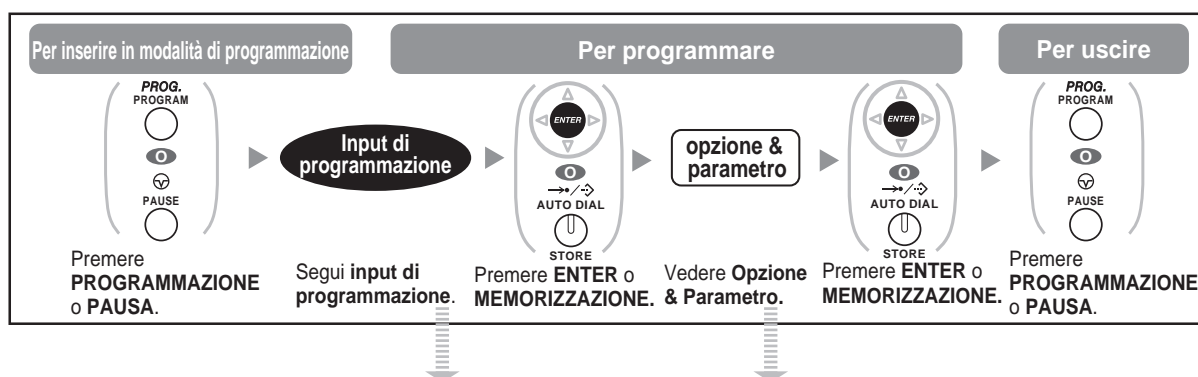 Per inserire in modalità di programmazione
Per programmare
Per uscire
PROG.
PROGRAM
O
PAUSE
Premere
PROGRAMMAZIONE
o PAUSA.
Input di
programmazione
Segui input di
programmazione.
ENTER
O
AUTO DIAL
STORE
Premere ENTER o
MEMORIZZAZIONE.
opzione &
parametro
Vedere Opzione
& Parametro.
ENTER
O
AUTO DIAL
STORE
Premere ENTER o
MEMORIZZAZIONE.
PROG.
PROGRAM
O
PAUSE
Premere
PROGRAMMAZIONE
o PAUSA.